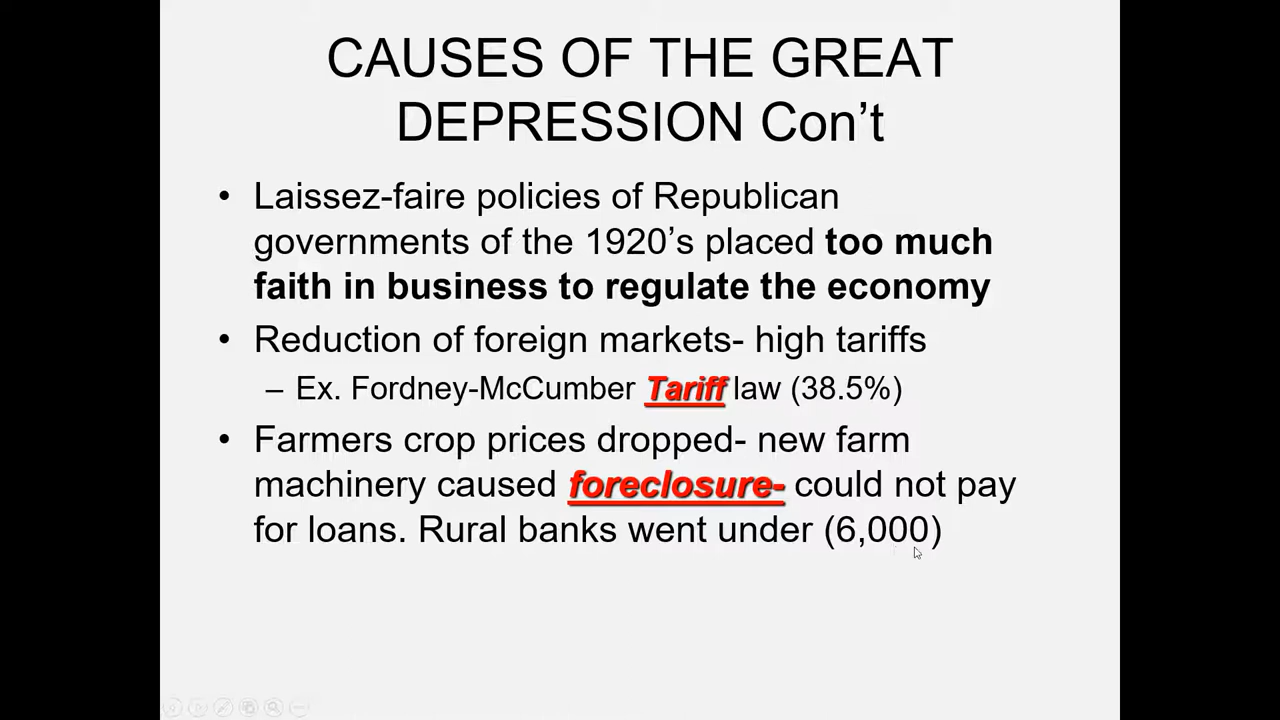 CAUSES OF THE GREAT
DEPRESSION Con’t
• Laissez-faire policies of Republican
governments of the 1920’s placed too much
faith in business to regulate the economy
• Reduction of foreign markets- high tariffs
– Ex. Fordney-McCumber Tariff law (38.5%)
• Farmers crop prices dropped- new farm
machinery caused foreclosure- could not pay
for loans. Rural banks went under (6,000)